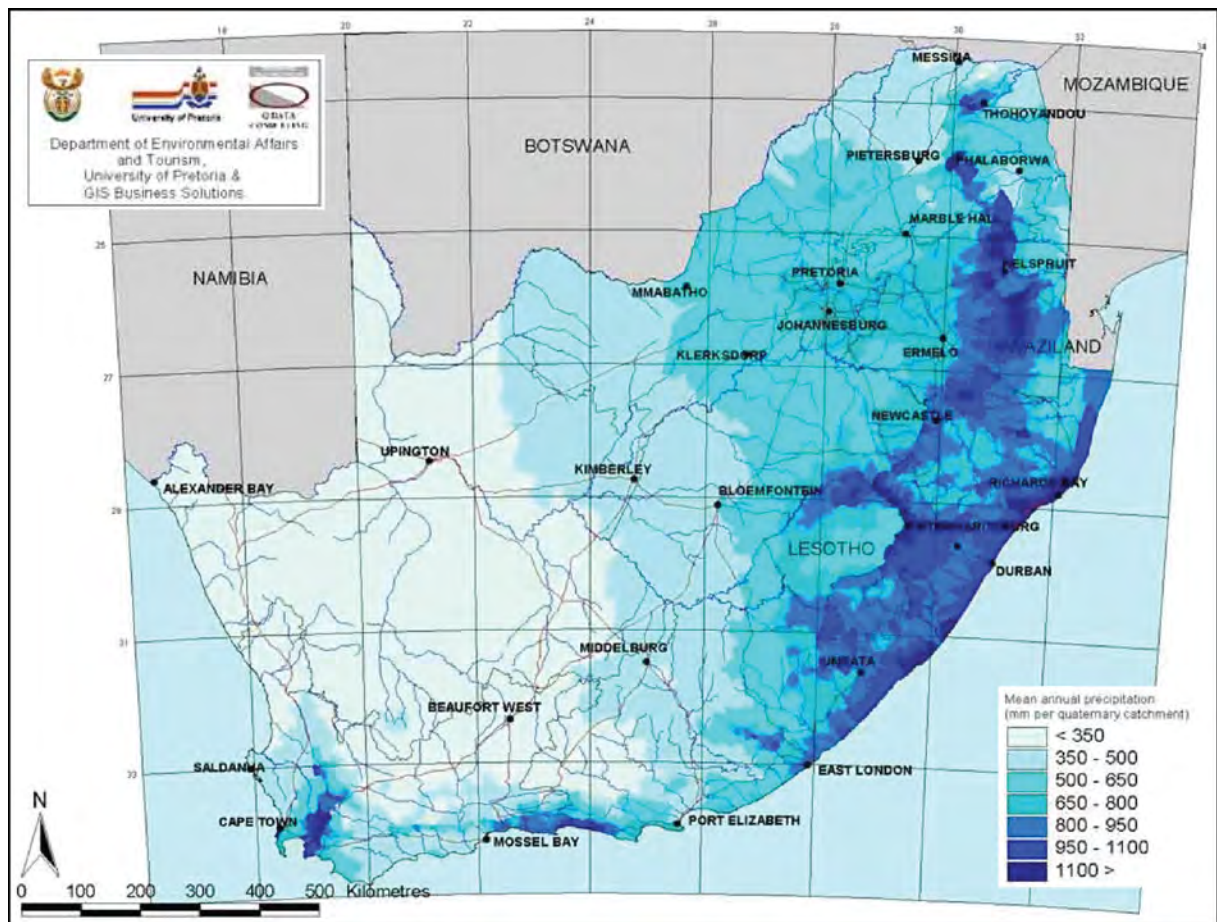 18 20 22 24 26 28 30 32 34
University of Pretoria
Department of Environmental Affairs
and Tourism,
University of Pretoria &
GIS Business Solutions
MESSINA
MOZAMBIQUE
THOHOYANDOU
BOTSWANA
PIETERSBURG
PHALABORWA
MARBLE HAL
25
NAMIBIA
PRETORIA
ELSPRUIT
MMABATHO
JOHANNESBURG
KLERKSDORP
ERMELO
WAZILAND
27
NEWCASTLE
UPINGTON
KIMBERLEY
ALEXANDER BAY
BLOEMFONTEIN
RICHARDS BAY
29
LESOTHO
DURBAN
31
MIDDELBURG
UMTATA
BEAUFORT WEST
Mean annual precipitation
(mm per quaternary catchment)
< 350
350 - 500
500 - 650
650 - 800
800 - 950
950 - 1100
1100 >
SALDANHA
EAST LONDON
N
CAPE TOWN
PORT ELIZABETH
MOSSEL BAY
0 100 200 300 400 500 Kilometres